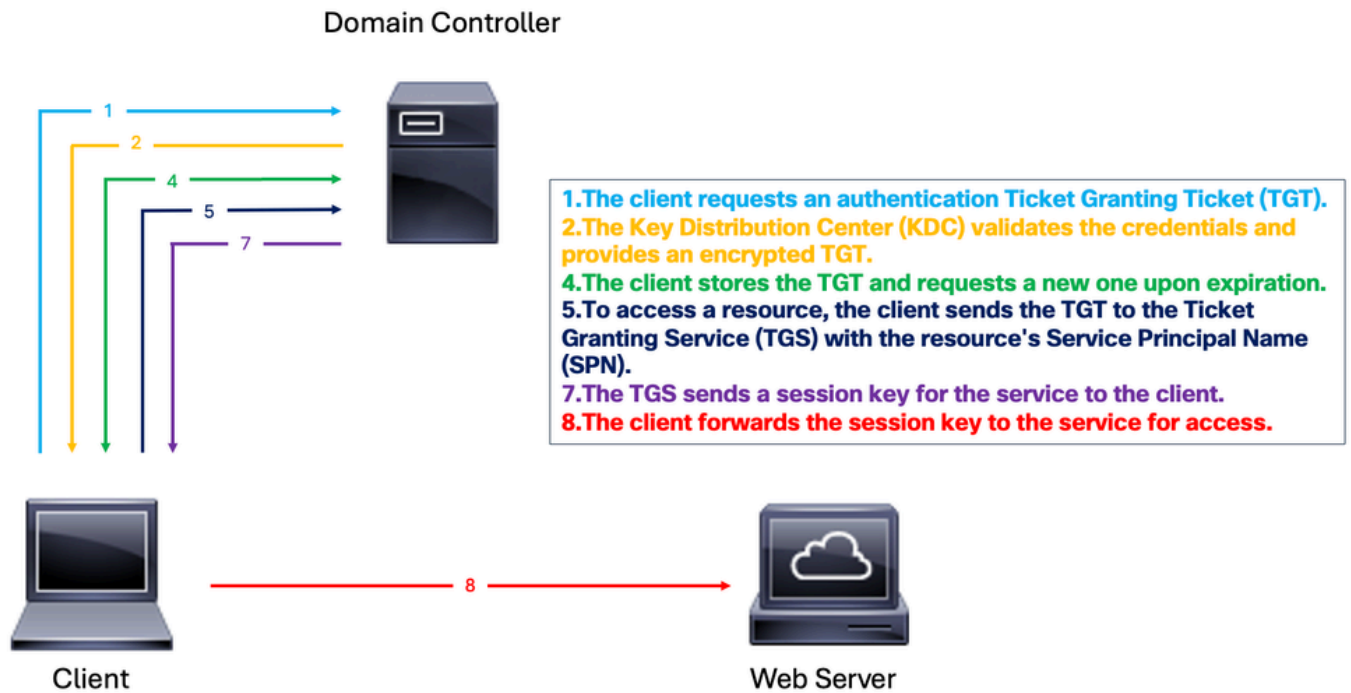 Domain Controller
1
2
4
5
7
1.The client requests an authentication Ticket Granting Ticket (TGT).
2.The Key Distribution Center (KDC) validates the credentials and
provides an encrypted TGT.
4.The client stores the TGT and requests a new one upon expiration.
5.To access a resource, the client sends the TGT to the Ticket
Granting Service (TGS) with the resource's Service Principal Name
(SPN).
7.The TGS sends a session key for the service to the client.
8.The client forwards the session key to the service for access.
8
Client
Web Server